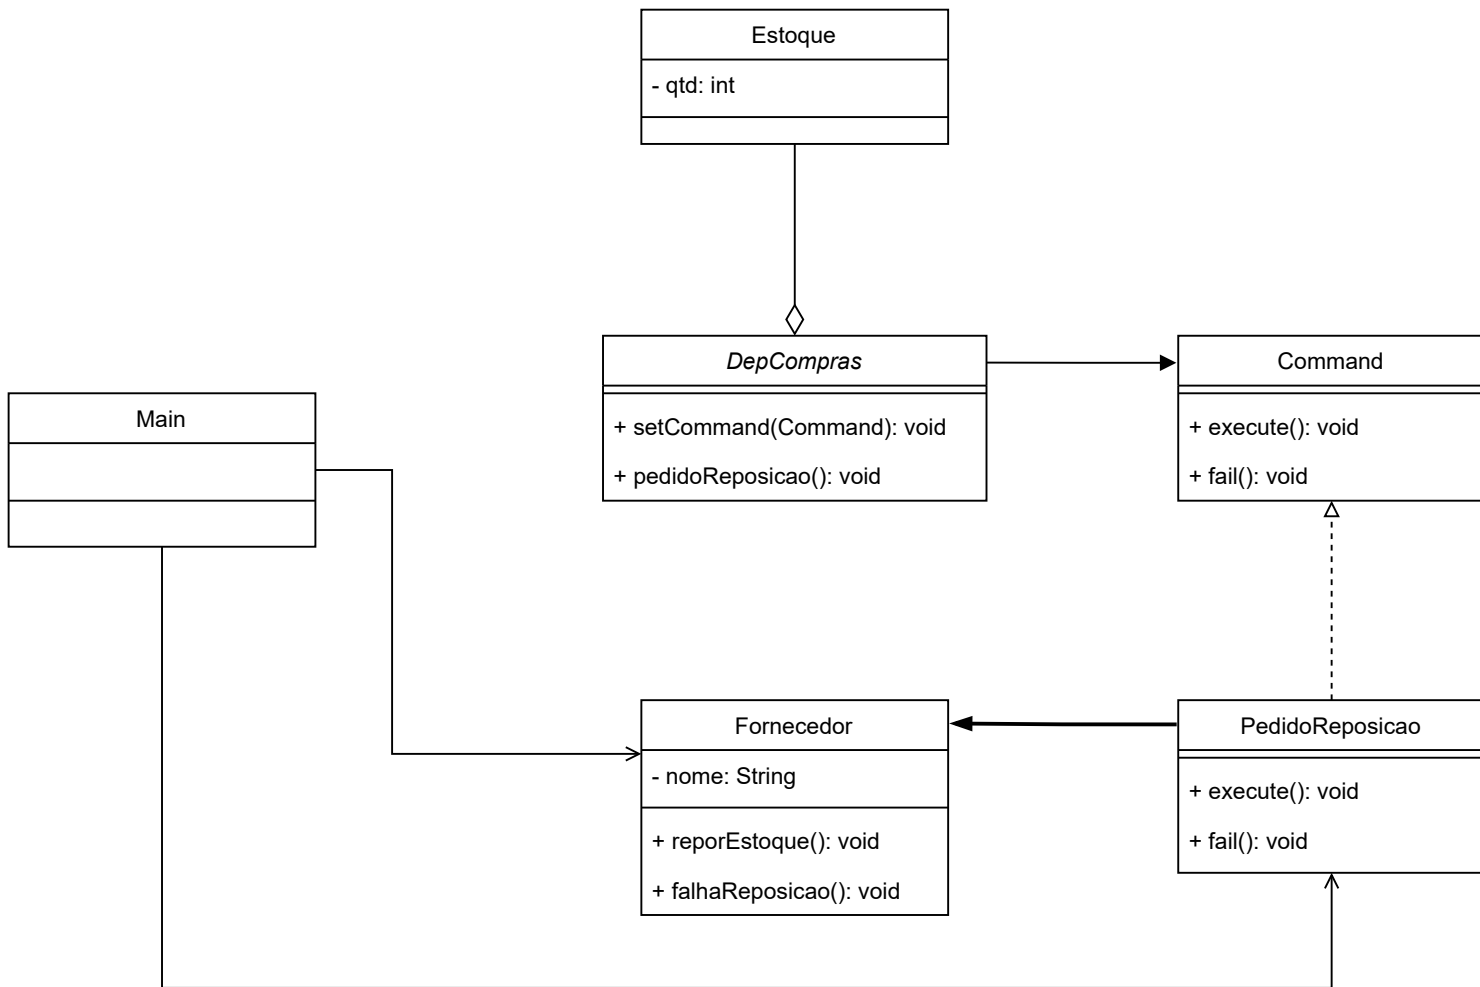 Estoque
- qtd: int
DepCompras
+ setCommand(Command): void
+ pedidoReposicao(): void
Command
+ execute(): void
+ fail(): void
Main
Fornecedor
- nome: String
+ reporEstoque(): void
+ falhaReposicao(): void
PedidoReposicao
+ execute(): void
+ fail(): void